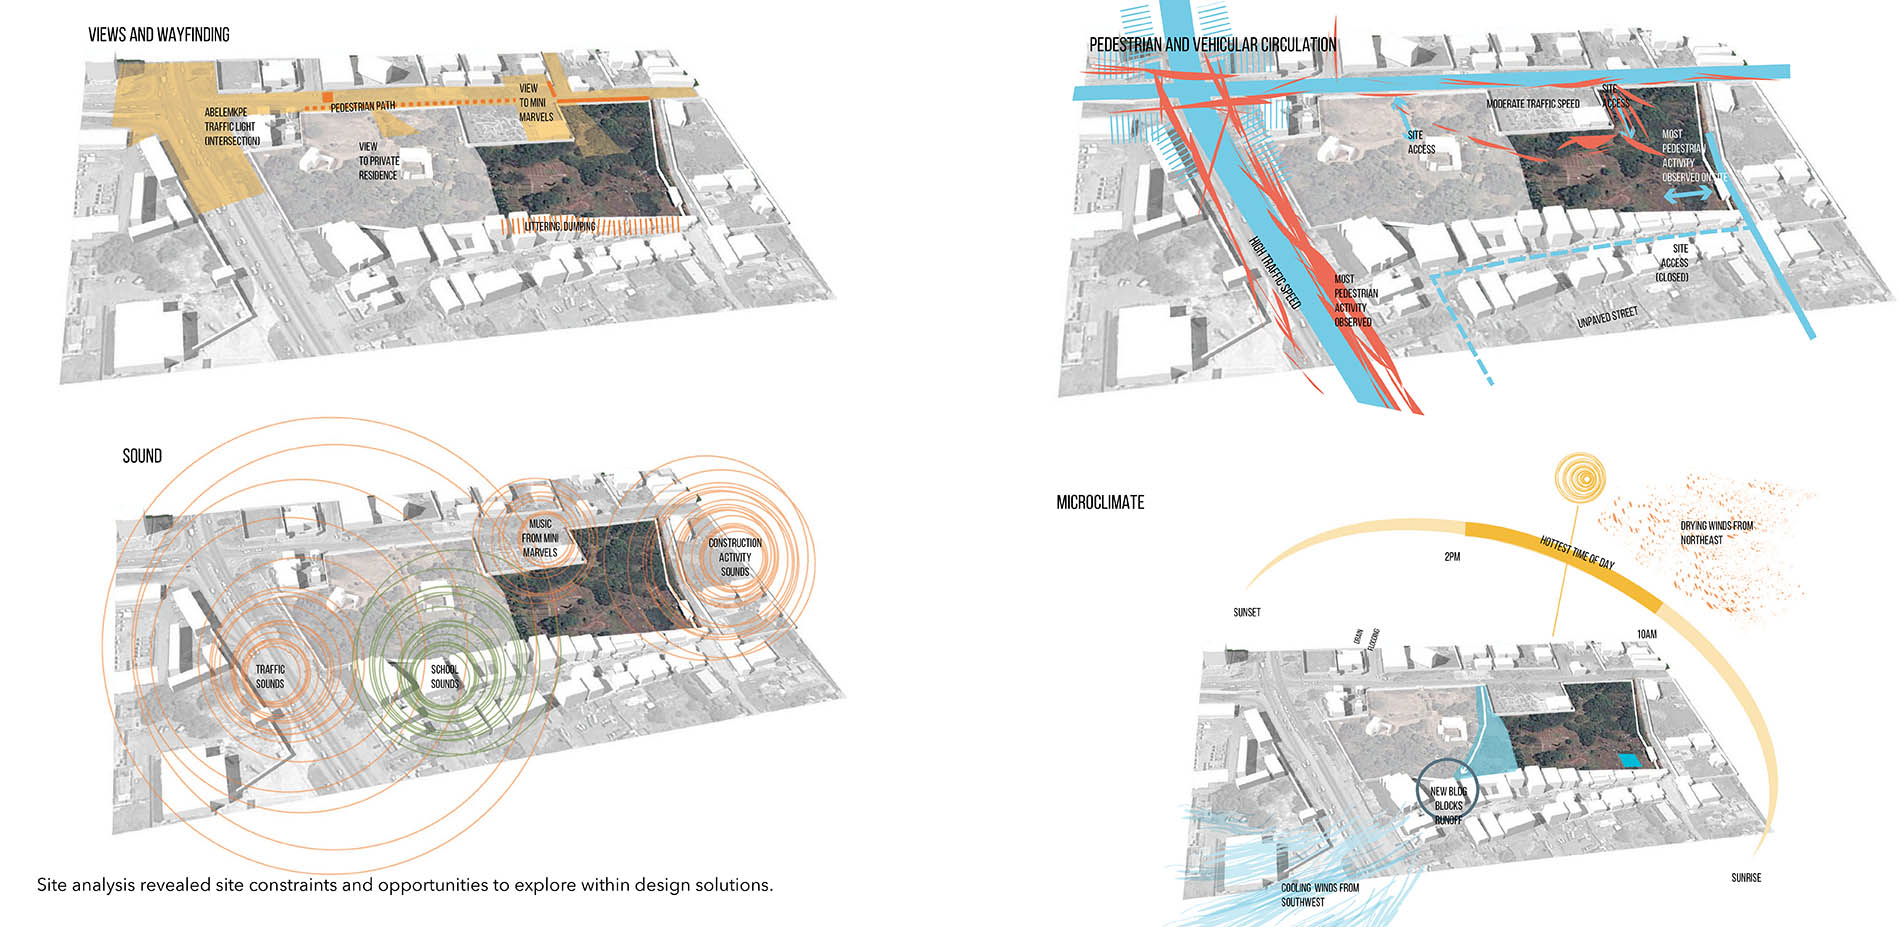 VIEWS AND WAYFINDING
ABELEMKPE
TRAFFIC LIGHT
(INTERSECTION)
PEDESTRIAN PATH
VIEW
TO MINI
MARVELS
VIEW
TO PRIVATE
RESIDENCE
LITTERING, DUMPING
PEDESTRIAN AND VEHICULAR CIRCULATION
MODERATE TRAFFIC SPEED
SITE
ACCESS
SITE
ACCESS
MOST
PEDESTRIAN
ACTIVITY
OBSERVED ON SITE
HIGH TRAFFIC SPEED
MOST
PEDESTRIAN
ACTIVITY
OBSERVED
SITE
ACCESS
(CLOSED)
UNPAVED STREET
SOUND
MUSIC
FROM MINI
MARVELS
CONSTRUCTION
ACTIVITY
SOUNDS
TRAFFIC
SOUNDS
SCHOOL
SOUNDS
MICROCLIMATE
DRYING WINDS FROM
NORTHEAST
2PM
HOTTEST TIME OF DAY
SUNSET
10AM
DRAIN
FLOODING
NEW BLDG
BLOCKS
RUNOFF
COOLING WINDS FROM
SOUTHWEST
SUNRISE
Site analysis revealed site constraints and opportunities to explore within design solutions.